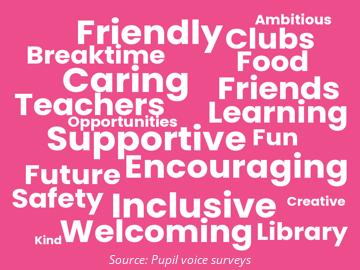 Ambitious
Friendly Clubs
Breaktime Food
Caring Friends
Teachers Learning
Opportunities
Supportive Fun
Future Encouraging
Safety Inclusive Creative
Kind Welcoming Library
Source: Pupil voice surveys